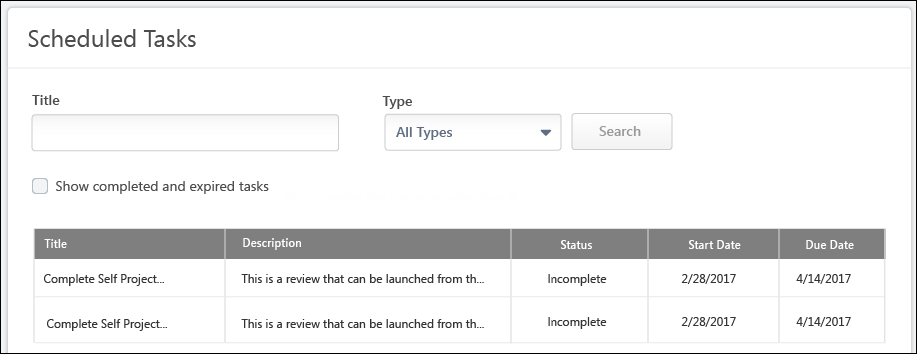 Scheduled Tasks
Title Type
All Types Search
Show completed and expired tasks
Title Description Status Start Date Due Date
Complete Self Project... This is a review that can be launched from th... Incomplete 2/28/2017 4/14/2017
Complete Self Project... This is a review that can be launched from th... Incomplete 2/28/2017 4/14/2017